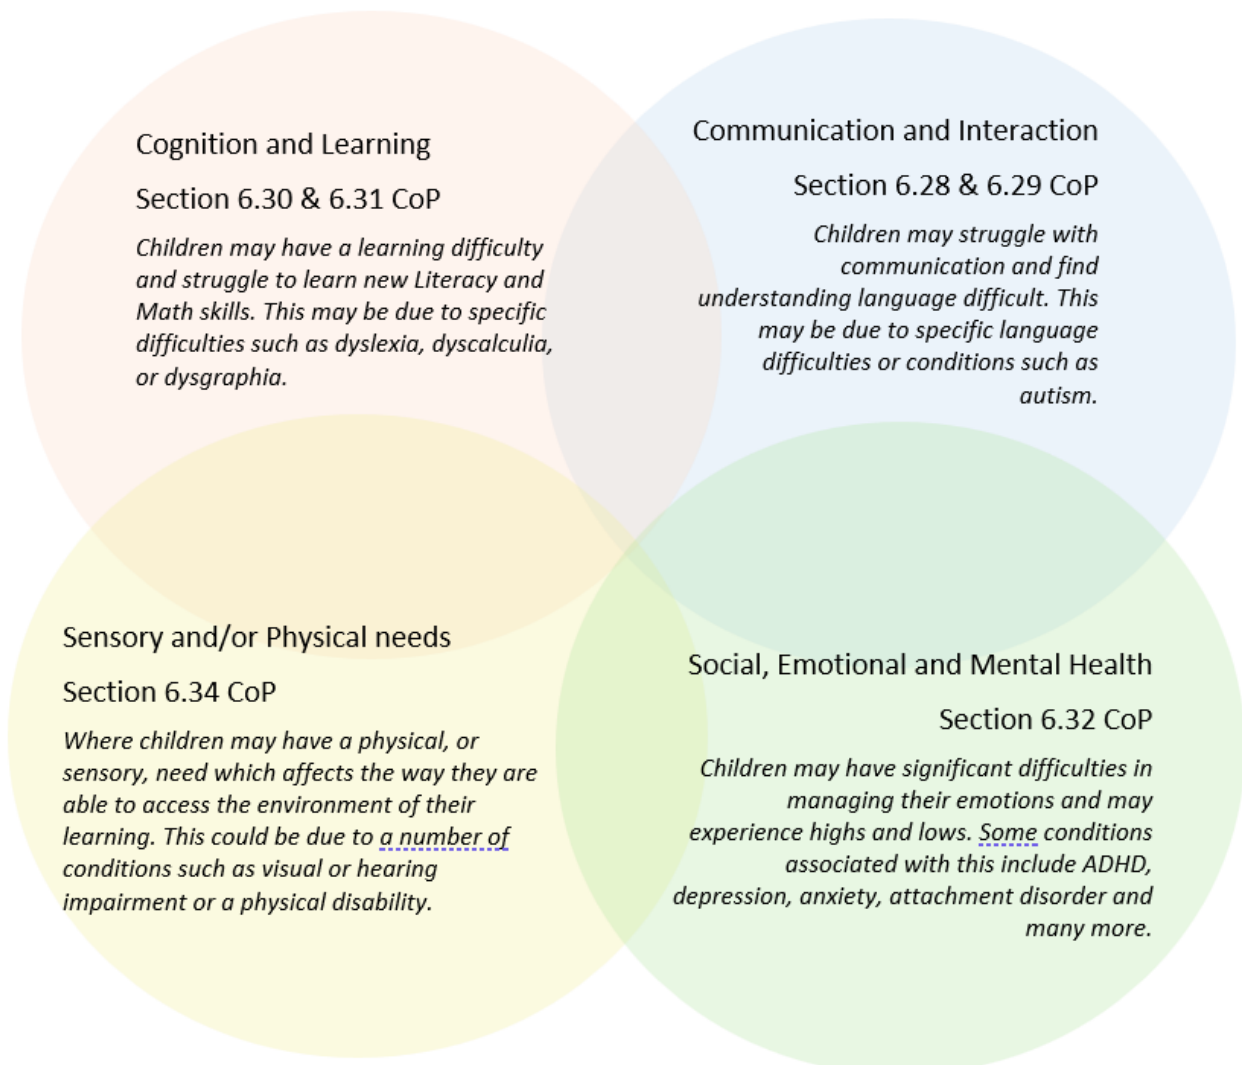 Cognition and Learning
Section 6.30 & 6.31 CoP
Children may have a learning difficulty
and struggle to learn new Literacy and
Math skills. This may be due to specific
difficulties such as dyslexia, dyscalculia,
or dysgraphia.
Communication and Interaction
Section 6.28 & 6.29 CoP
Children may struggle with
communication and find
understanding language difficult. This
may be due to specific language
difficulties or conditions such as
autism.
Sensory and/or Physical needs
Section 6.34 CoP
Where children may have a physical, or
sensory, need which affects the way they are
able to access the environment of their
learning. This could be due to a number of
conditions such as visual or hearing
impairment or a physical disability.
Social, Emotional and Mental Health
Section 6.32 CoP
Children may have significant difficulties in
managing their emotions and may
experience highs and lows. Some conditions
associated with this include ADHD,
depression, anxiety, attachment disorder and
many more.